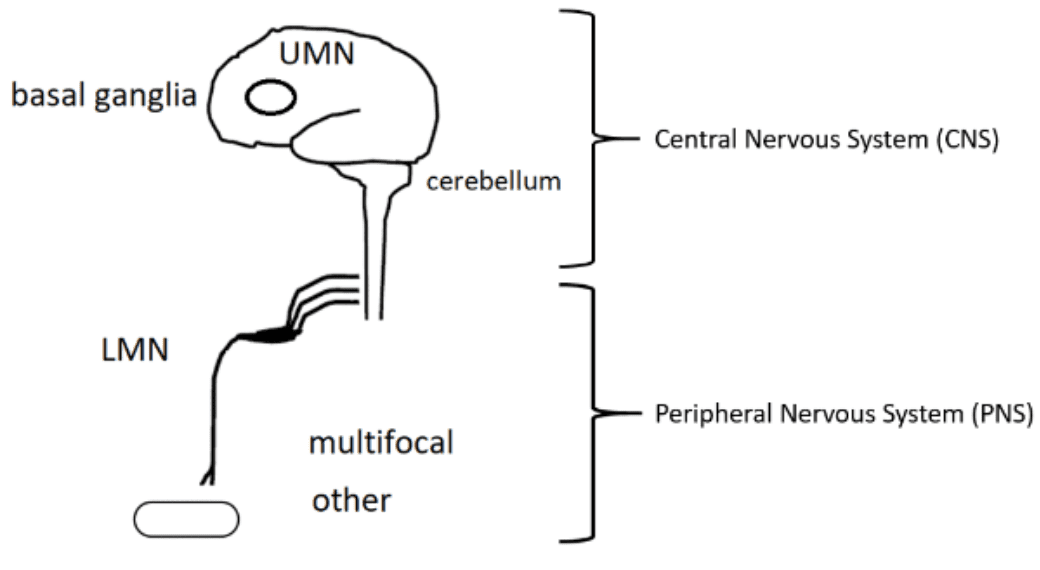 UMN
basal ganglia
Central Nervous System (CNS)
cerebellum
LMN
Peripheral Nervous System (PNS)
multifocal
other